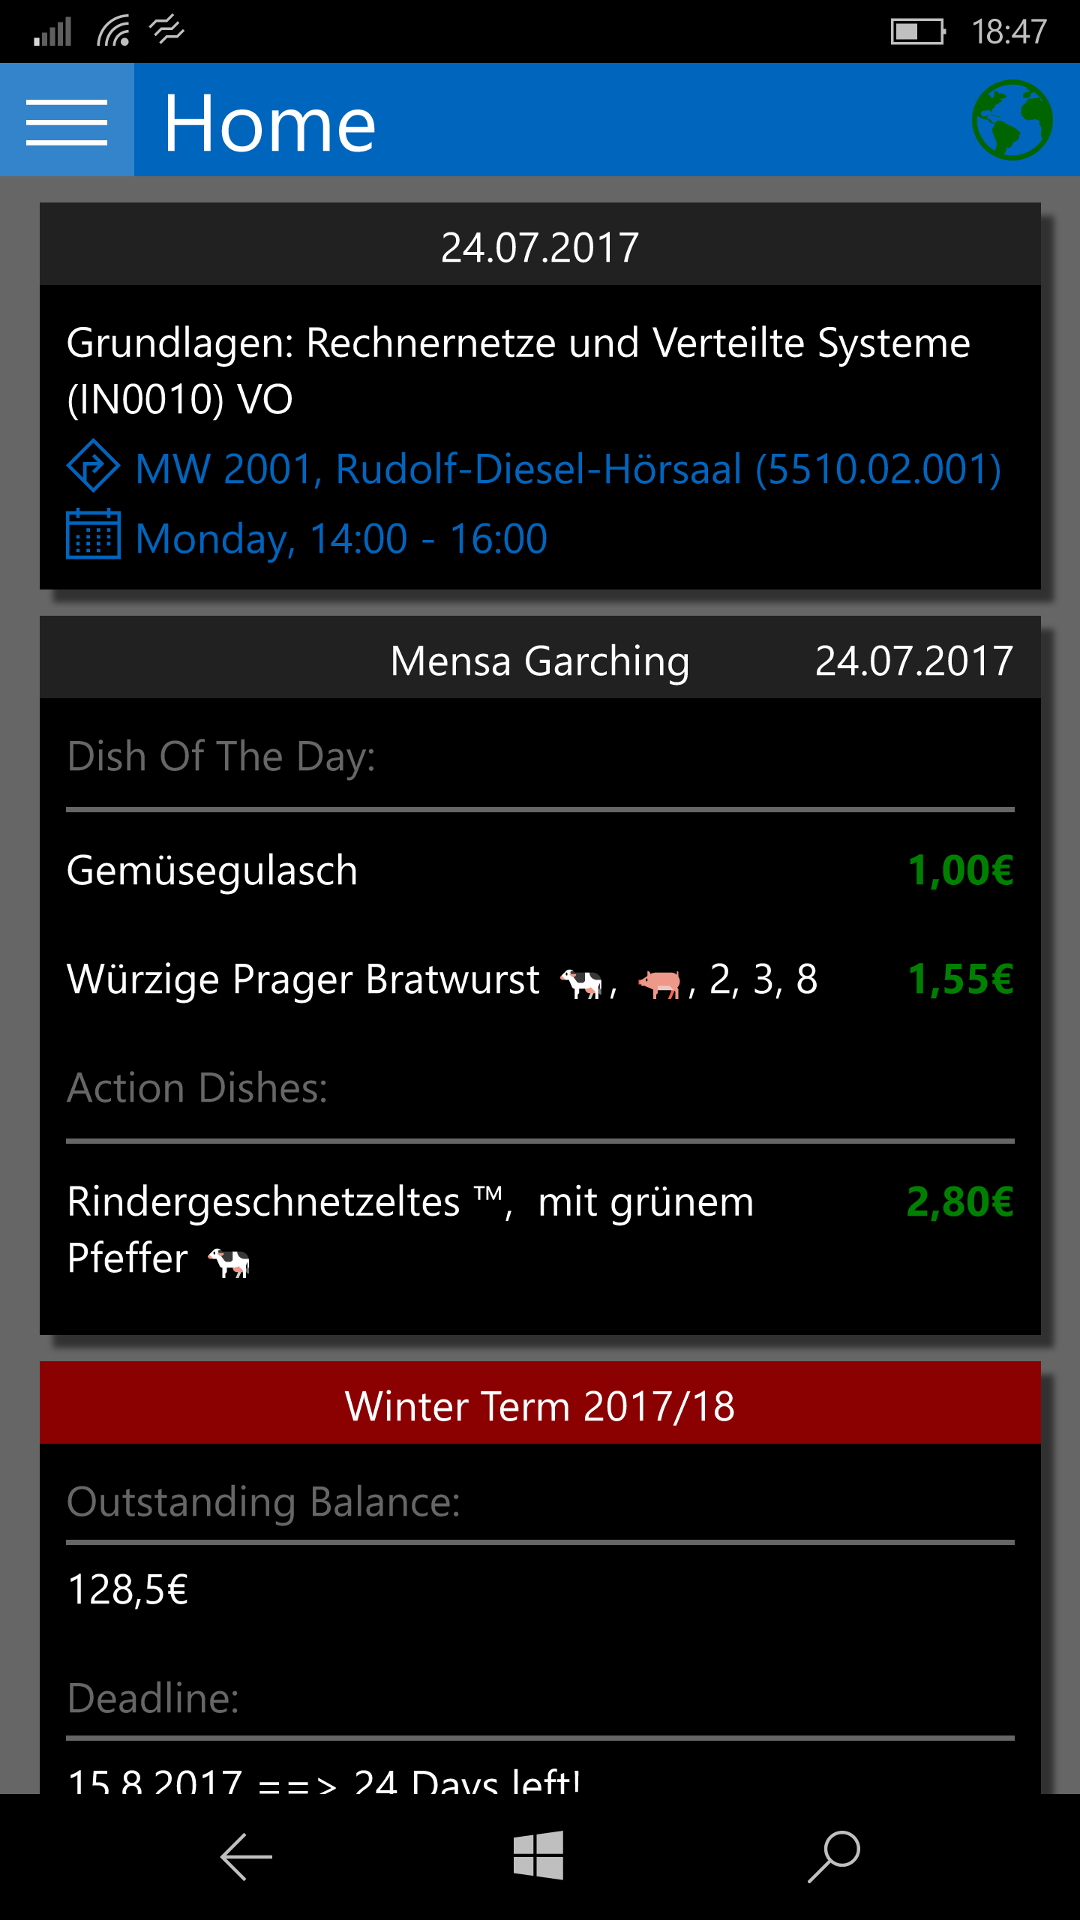 18:47
Home
24.07.2017
Grundlagen: Rechnernetze und Verteilte Systeme
(IN0010) VO
MW 2001, Rudolf-Diesel-Hörsaal (5510.02.001)
Monday, 14:00 - 16:00
Mensa Garching 24.07.2017
Dish Of The Day:
Gemüsegulasch 1,00€
Würzige Prager Bratwurst 🐄, 🐖, 2, 3, 8 1,55€
Action Dishes:
Rindergeschnetzeltes ™, mit grünem 2,80€
Pfeffer 🐄
Winter Term 2017/18
Outstanding Balance:
128,5€
Deadline:
15.8.2017 ==> 24 Days left!